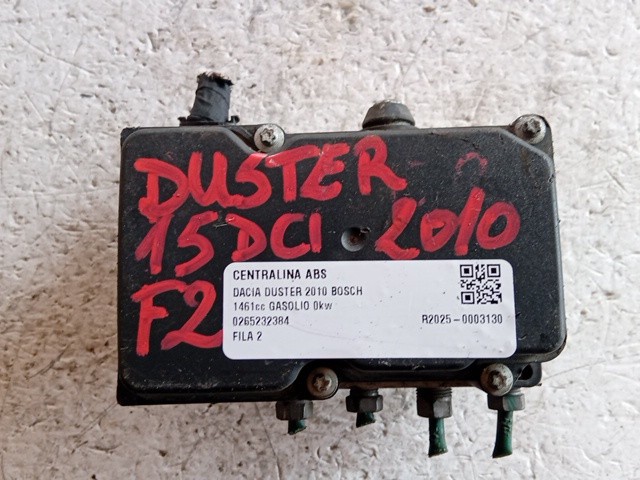 DUSTER
15DCI 2010
F2
CENTRALINA ABS
DACIA DUSTER 2010 BOSCH
1461cc GASOLIO 0kw
0265232384
R2025-0003130
FILA 2